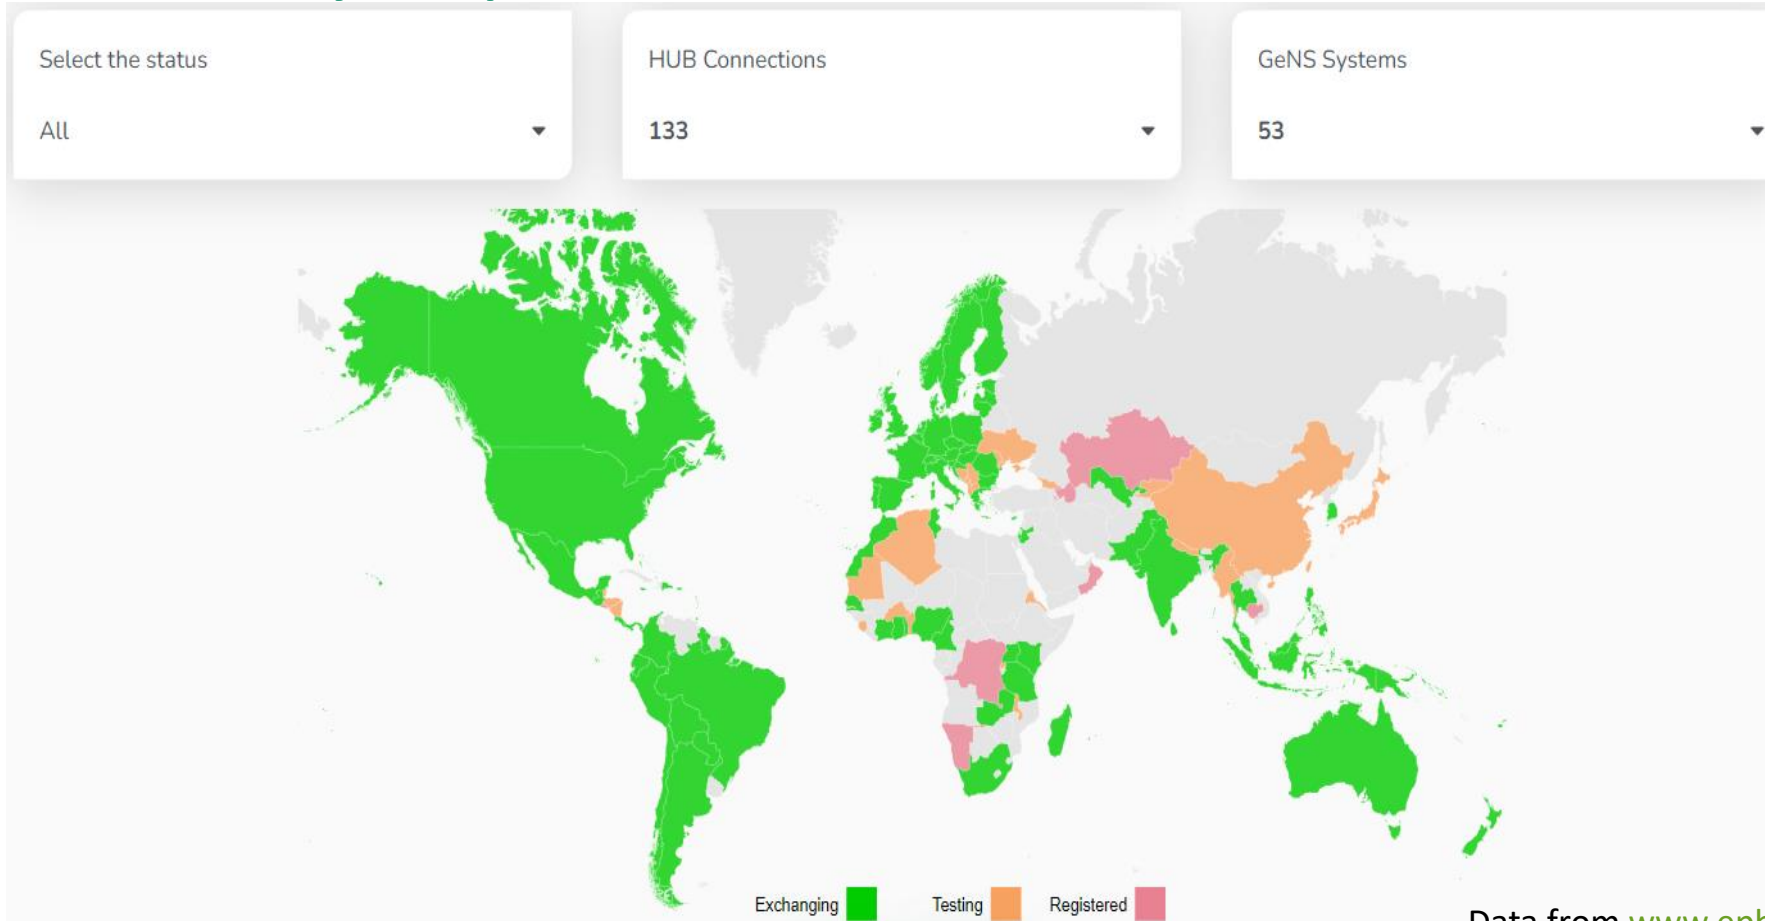 Select the status
All
HUB Connections
133
GeNS Systems
53
Exchanging
Testing
Registered
Data from